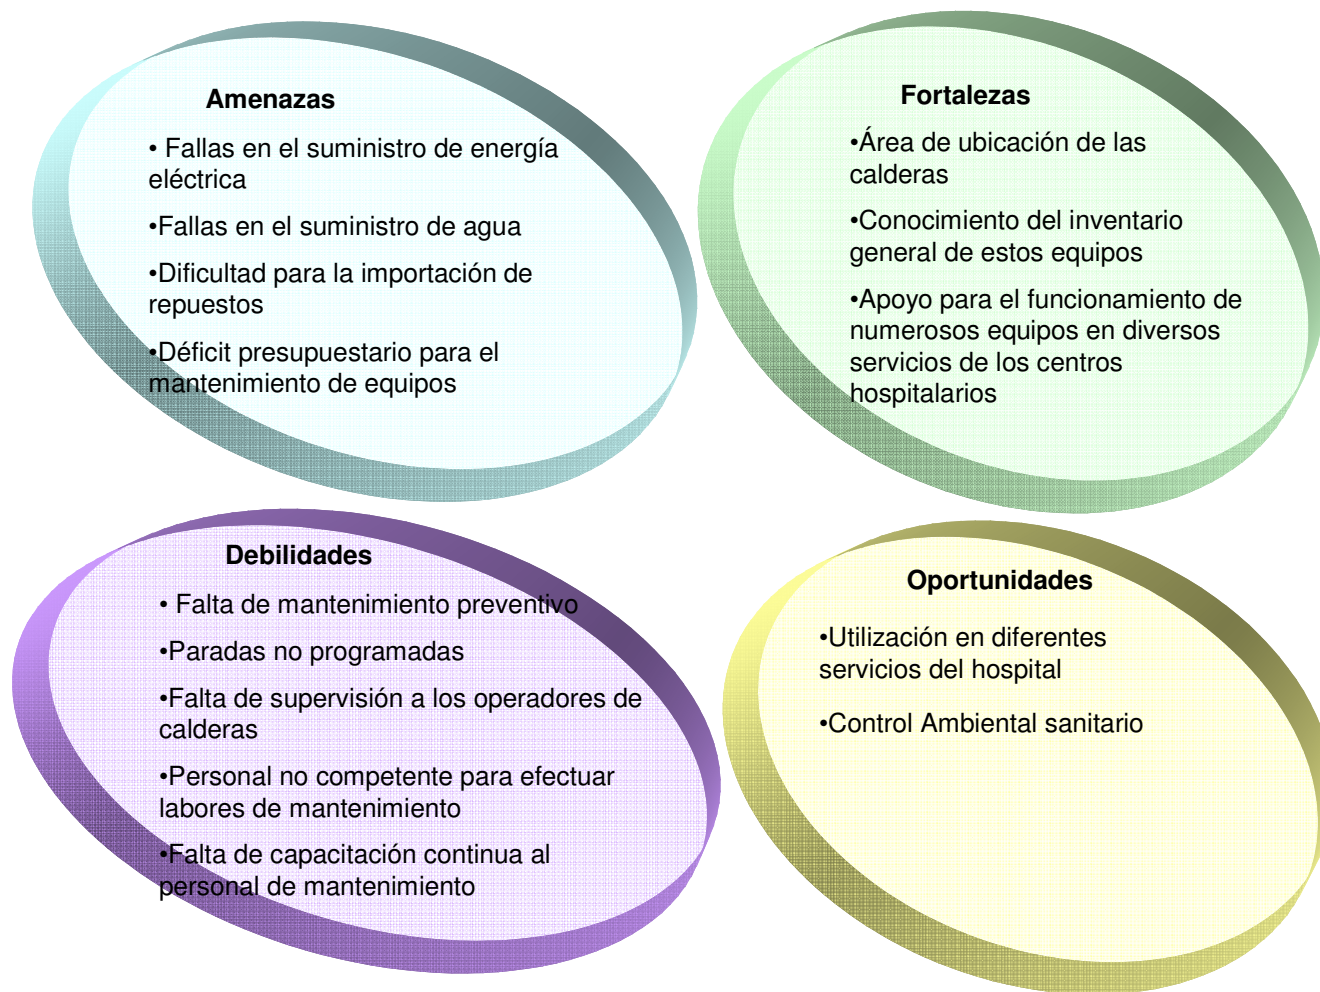 Amenazas
• Fallas en el suministro de energía
eléctrica
•Fallas en el suministro de agua
•Dificultad para la importación de
repuestos
•Déficit presupuestario para el
mantenimiento de equipos
Fortalezas
•Área de ubicación de las
calderas
•Conocimiento del inventario
general de estos equipos
•Apoyo para el funcionamiento de
numerosos equipos en diversos
servicios de los centros
hospitalarios
Debilidades
• Falta de mantenimiento preventivo
•Paradas no programadas
•Falta de supervisión a los operadores de
calderas
•Personal no competente para efectuar
labores de mantenimiento
•Falta de capacitación continua al
personal de mantenimiento
Oportunidades
•Utilización en diferentes
servicios del hospital
•Control Ambiental sanitario